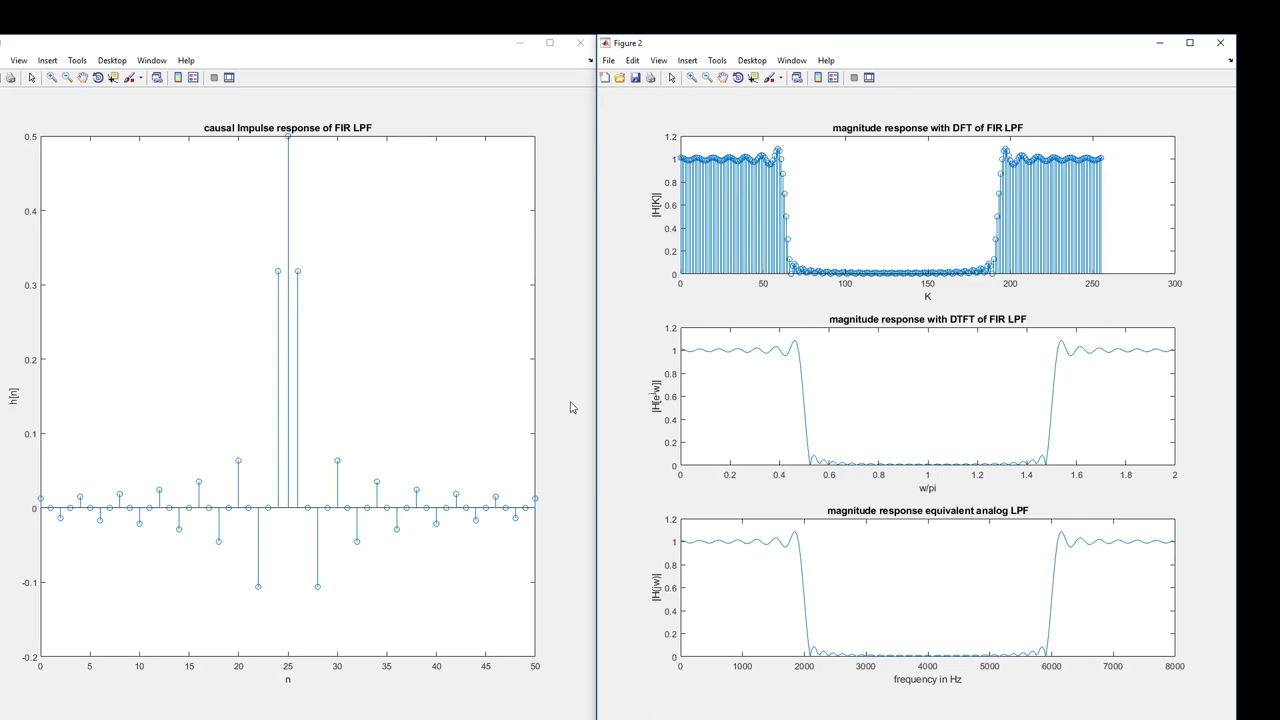 View Insert Tools Desktop Window Help
causal Impulse response of FIR LPF
0.5
0.4
0.3
0.2
0.1
0
-0.1
-0.2
h[n]
0 5 10 15 20 25 30 35 40 45 50
n
Figure 2
File Edit View Insert Tools Desktop Window Help
magnitude response with DFT of FIR LPF
1.2
1
0.8
0.6
0.4
0.2
0
|H[K]|
0 50 100 150 200 250 300
K
magnitude response with DTFT of FIR LPF
1.2
1
0.8
0.6
0.4
0.2
0
|H[e^jw]|
0 0.2 0.4 0.6 0.8 1 1.2 1.4 1.6 1.8 2
w/pi
magnitude response equivalent analog LPF
1.2
1
0.8
0.6
0.4
0.2
0
|H(jw)|
0 1000 2000 3000 4000 5000 6000 7000 8000
frequency in Hz